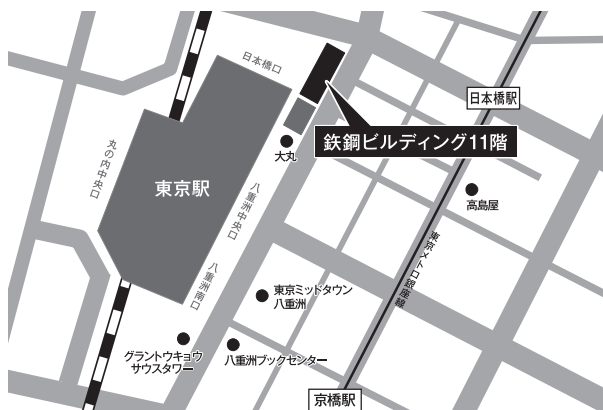 日本橋口
日本橋駅
鉄鋼ビルディング11階
大丸
丸の内中央口
東京駅
八重洲中央口
高島屋
東京メトロ銀座線
八重洲南口
東京ミッドタウン
八重洲
グラントウキョウ
サウスタワー
八重洲ブックセンター
京橋駅